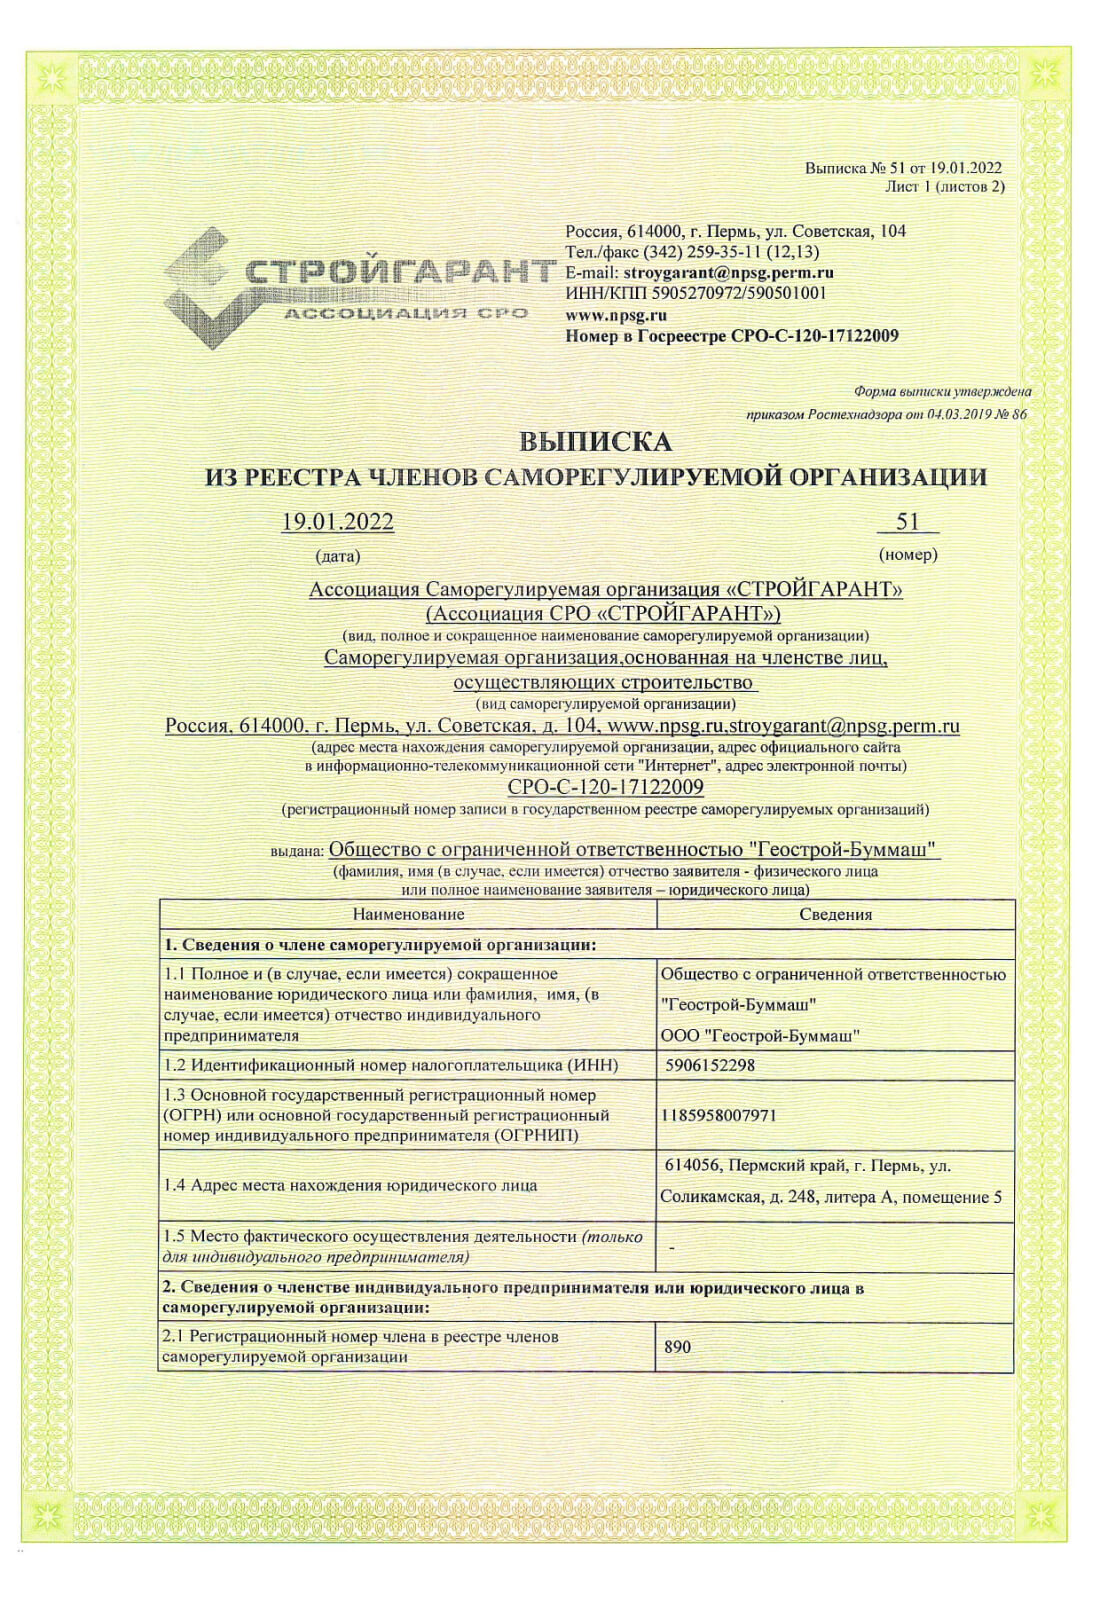 Выписка № 51 от 19.01.2022
Лист 1 (листов 2)
СТРОЙГАРАНТ
АССОЦИАЦИЯ СРО
Россия, 614000, г. Пермь, ул. Советская, 104
Тел./факс (342) 259-35-11 (12,13)
E-mail: stroygarant@npsg.perm.ru
ИНН/КПП 5905270972/590501001
www.npsg.ru
Номер в Госреестре СРО-С-120-17122009
Форма выписки утверждена
приказом Ростехнадзора от 04.03.2019 № 86
ВЫПИСКА
ИЗ РЕЕСТРА ЧЛЕНОВ САМОРЕГУЛИРУЕМОЙ ОРГАНИЗАЦИИ
19.01.2022 51
(дата) (номер)
Ассоциация Саморегулируемая организация «СТРОЙГАРАНТ»
(Ассоциация СРО «СТРОЙГАРАНТ»)
(вид, полное и сокращенное наименование саморегулируемой организации)
Саморегулируемая организация,основанная на членстве лиц,
осуществляющих строительство
(вид саморегулируемой организации)
Россия, 614000, г. Пермь, ул. Советская, д. 104, www.npsg.ru,stroygarant@npsg.perm.ru
(адрес места нахождения саморегулируемой организации, адрес официального сайта
в информационно-телекоммуникационной сети "Интернет", адрес электронной почты)
СРО-С-120-17122009
(регистрационный номер записи в государственном реестре саморегулируемых организаций)
выдана: Общество с ограниченной ответственностью "Геострой-Буммаш"
(фамилия, имя (в случае, если имеется) отчество заявителя - физического лица
или полное наименование заявителя – юридического лица)
Наименование Сведения
1. Сведения о члене саморегулируемой организации:
1.1 Полное и (в случае, если имеется) сокращенное
наименование юридического лица или фамилия, имя, (в
случае, если имеется) отчество индивидуального
предпринимателя
Общество с ограниченной ответственностью
"Геострой-Буммаш"
ООО "Геострой-Буммаш"
1.2 Идентификационный номер налогоплательщика (ИНН) 5906152298
1.3 Основной государственный регистрационный номер
(ОГРН) или основной государственный регистрационный
номер индивидуального предпринимателя (ОГРНИП)
1185958007971
1.4 Адрес места нахождения юридического лица
614056, Пермский край, г. Пермь, ул.
Соликамская, д. 248, литера А, помещение 5
1.5 Место фактического осуществления деятельности (только
для индивидуального предпринимателя)
-
2. Сведения о членстве индивидуального предпринимателя или юридического лица в
саморегулируемой организации:
2.1 Регистрационный номер члена в реестре членов
саморегулируемой организации
890